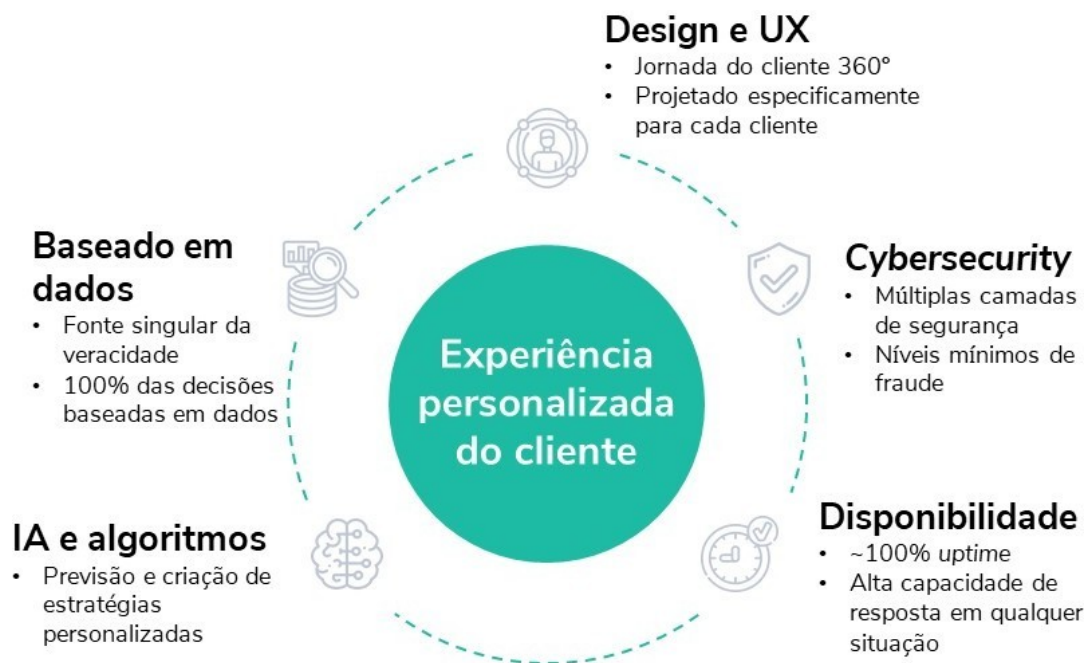 Design e UX
• Jornada do cliente 360°
• Projetado especificamente
para cada cliente
Baseado em
dados
• Fonte singular da
veracidade
• 100% das decisões
baseadas em dados
Cybersecurity
• Múltiplas camadas
de segurança
• Níveis mínimos de
fraude
Experiência
personalizada
do cliente
IA e algoritmos
• Previsão e criação de
estratégias
personalizadas
Disponibilidade
• ~100% uptime
• Alta capacidade de
resposta em qualquer
situação